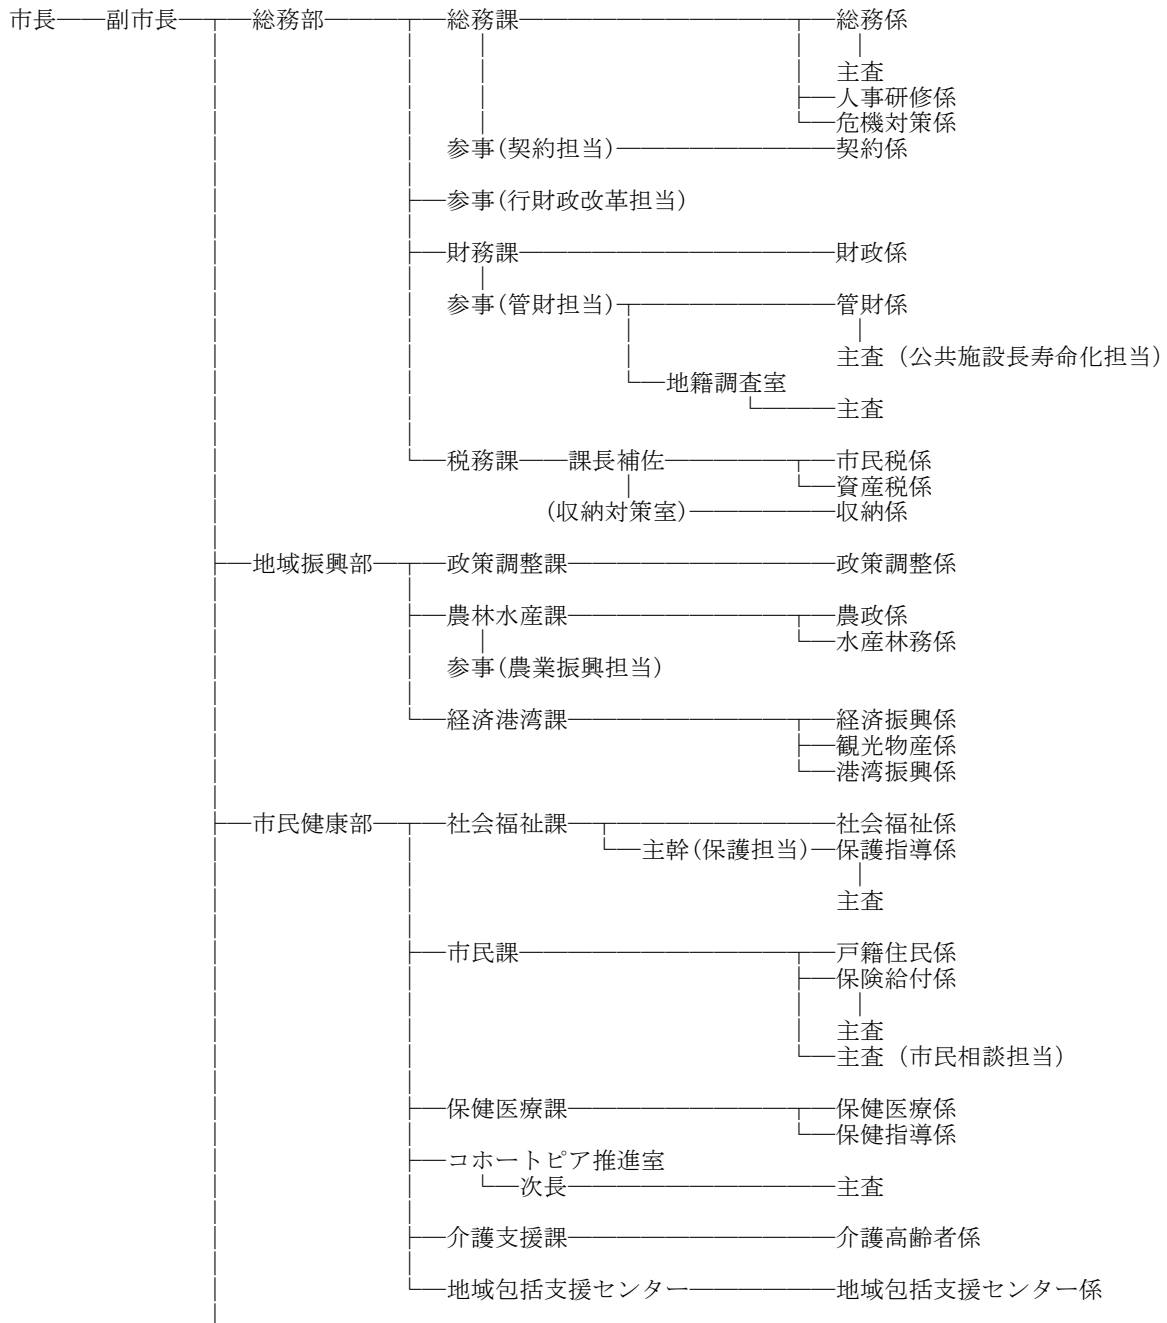 市長 副市長 総務部 総務課 総務係
主査
人事研修係
危機対策係
参事(契約担当) 契約係
参事(行財政改革担当)
財務課 財政係
参事(管財担当) 管財係
主査(公共施設長寿命化担当)
地籍調査室
主査
税務課 課長補佐 市民税係
資産税係
(収納対策室) 収納係
地域振興部 政策調整課 政策調整係
農林水産課 農政係
水産林務係
参事(農業振興担当)
経済港湾課 経済振興係
観光物産係
港湾振興係
市民健康部 社会福祉課 社会福祉係
主幹(保護担当) 保護指導係
主査
市民課 戸籍住民係
保険給付係
主査
主査(市民相談担当)
保健医療課 保健医療係
保健指導係
コホートピア推進室
次長 主査
介護支援課 介護高齢者係
地域包括支援センター 地域包括支援センター係